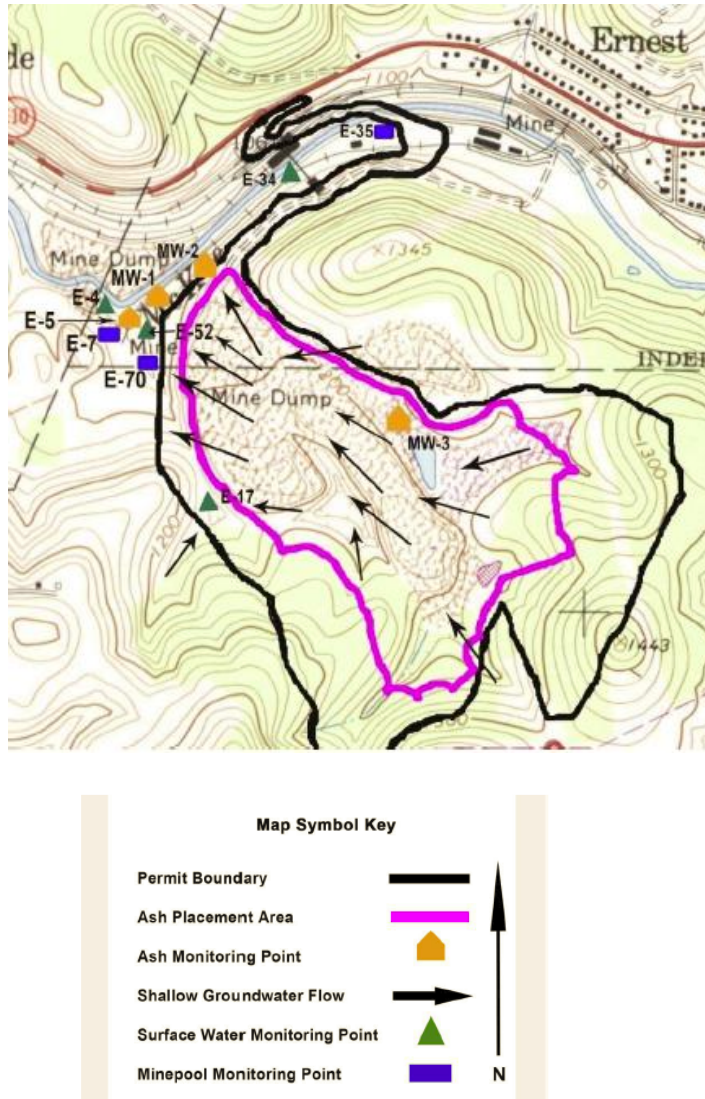 Ernest
de
1100
10
E-35
Mine
E-34
1345
MW-2
Mine Dump
MW-1
E-4
E-5
E-52
E-7
Mine
E-70
INDE
Mine Dump
MW-3
1300
E-17
1200
1443
Map Symbol Key
Permit Boundary
Ash Placement Area
Ash Monitoring Point
Shallow Groundwater Flow
Surface Water Monitoring Point
Minepool Monitoring Point
N